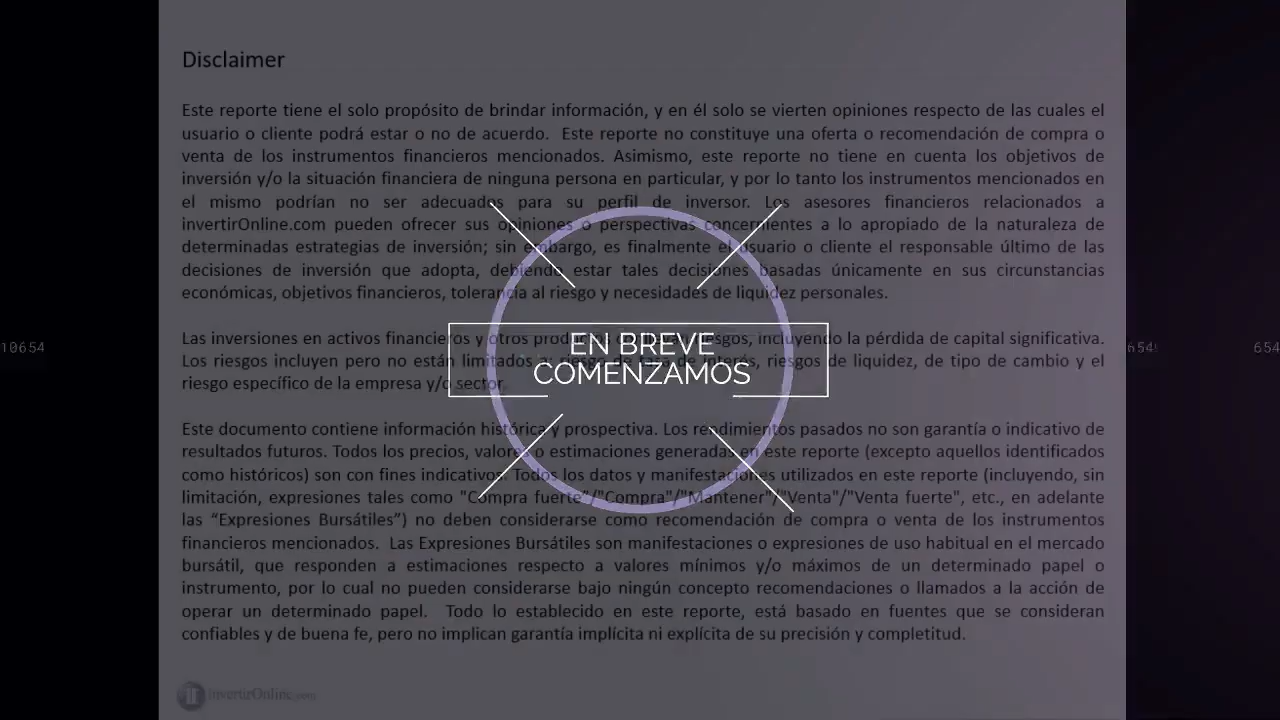 Disclaimer
Este reporte tiene el solo propósito de brindar información, y en él solo se vierten opiniones respecto de las cuales el
usuario o cliente podrá estar o no de acuerdo. Este reporte no constituye una oferta o recomendación de compra o
venta de los instrumentos financieros mencionados. Asimismo, este reporte no tiene en cuenta los objetivos de
inversión y/o la situación financiera de ninguna persona en particular, y por lo tanto los instrumentos mencionados en
el mismo podrían no ser adecuados para su perfil de inversor. Los asesores financieros relacionados a
invertirOnline.com pueden ofrecer sus opiniones o perspectivas concernientes a lo apropiado de la naturaleza de
determinadas estrategias de inversión; sin embargo, es finalmente el usuario o cliente el responsable último de las
decisiones de inversión que adopta, debiendo estar tales decisiones basadas únicamente en sus circunstancias
económicas, objetivos financieros, tolerancia al riesgo y necesidades de liquidez personales.
Las inversiones en activos financieros y otros productos riesgos, incluyendo la pérdida de capital significativa.
EN BREVE
10654
654
Los riesgos incluyen pero no están limitados a: riesgo de tasa de interés, riesgos de liquidez, de tipo de cambio y el
COMENZAMOS
riesgo específico de la empresa y/o sector.
Este documento contiene información histórica y prospectiva. Los rendimientos pasados no son garantía o indicativo de
resultados futuros. Todos los precios, valores o estimaciones generadas en este reporte (excepto aquellos identificados
como históricos) son con fines indicativos. Todos los datos y manifestaciones utilizados en este reporte (incluyendo, sin
limitación, expresiones tales como "Compra fuerte"/"Compra"/"Mantener"/"Venta"/"Venta fuerte", etc., en adelante
las “Expresiones Bursátiles”) no deben considerarse como recomendación de compra o venta de los instrumentos
financieros mencionados. Las Expresiones Bursátiles son manifestaciones o expresiones de uso habitual en el mercado
bursátil, que responden a estimaciones respecto a valores mínimos y/o máximos de un determinado papel o
instrumento, por lo cual no pueden considerarse bajo ningún concepto recomendaciones o llamados a la acción de
operar un determinado papel. Todo lo establecido en este reporte, está basado en fuentes que se consideran
confiables y de buena fe, pero no implican garantía implícita ni explícita de su precisión y completitud.
invertirOnline.com